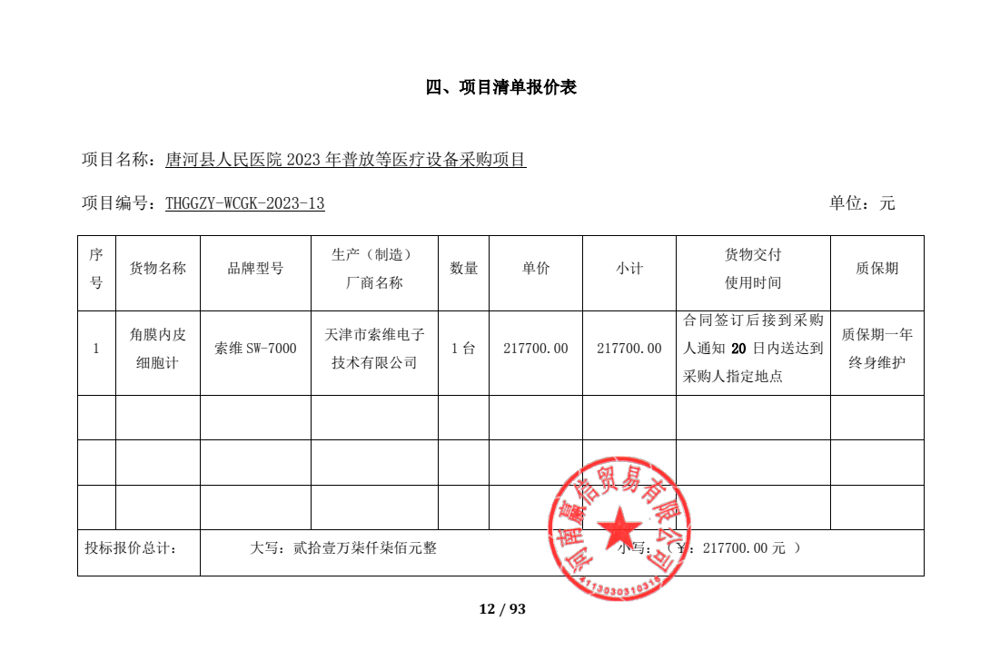 四、项目清单报价表
项目名称：唐河县人民医院 2023 年普放等医疗设备采购项目
项目编号：THGGZY-WCGK-2023-13 单位：元
序号 货物名称 品牌型号 生产（制造）厂商名称 数量 单价 小计 货物交付使用时间 质保期
1 角膜内皮细胞计 索维 SW-7000 天津市索维电子技术有限公司 1 台 217700.00 217700.00 合同签订后接到采购人通知 20 日内送达到采购人指定地点 质保期一年终身维护
投标报价总计： 大写：贰拾壹万柒仟柒佰元整 小写：（￥：217700.00 元 ）
河南赢信贸易有限公司
4113030310316
12 / 93